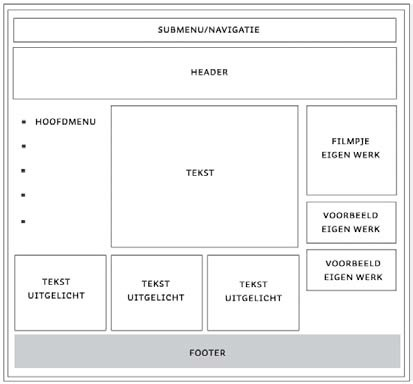 SUBMENU/NAVIGATIE
HEADER
HOOFDMENU
TEKST
FILMPJE
EIGEN WERK
VOORBEELD
EIGEN WERK
VOORBEELD
EIGEN WERK
TEKST
UITGELICHT
TEKST
UITGELICHT
TEKST
UITGELICHT
FOOTER